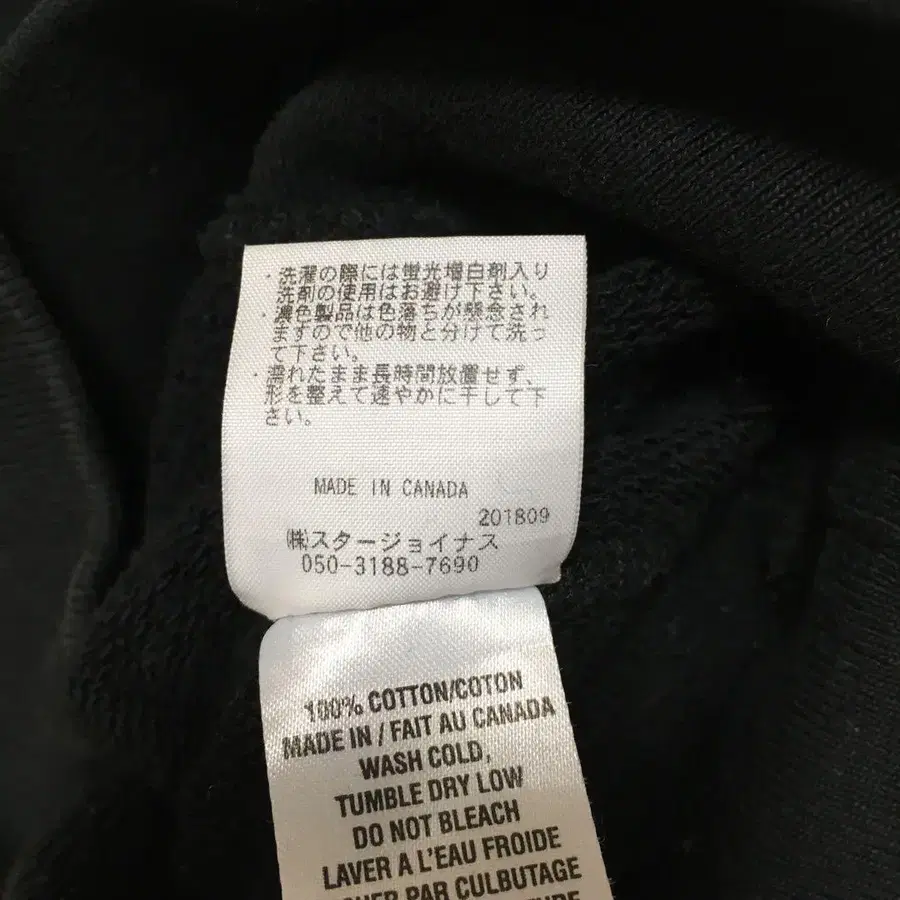 ・洗濯の際には蛍光増白剤入り
洗剤の使用はお避け下さい。
・濃色製品は色落ちが懸念され
ますので他の物と分けて洗っ
て下さい。
・濡れたまま長時間放置せず、
形を整えて速やかに干して下
さい。
MADE IN CANADA
201809
㈱スタージョイナス
050-3188-7690
100% COTTON/COTON
MADE IN / FAIT AU CANADA
WASH COLD,
TUMBLE DRY LOW
DO NOT BLEACH
LAVER A L'EAU FROIDE
PAR CULBUTAGE